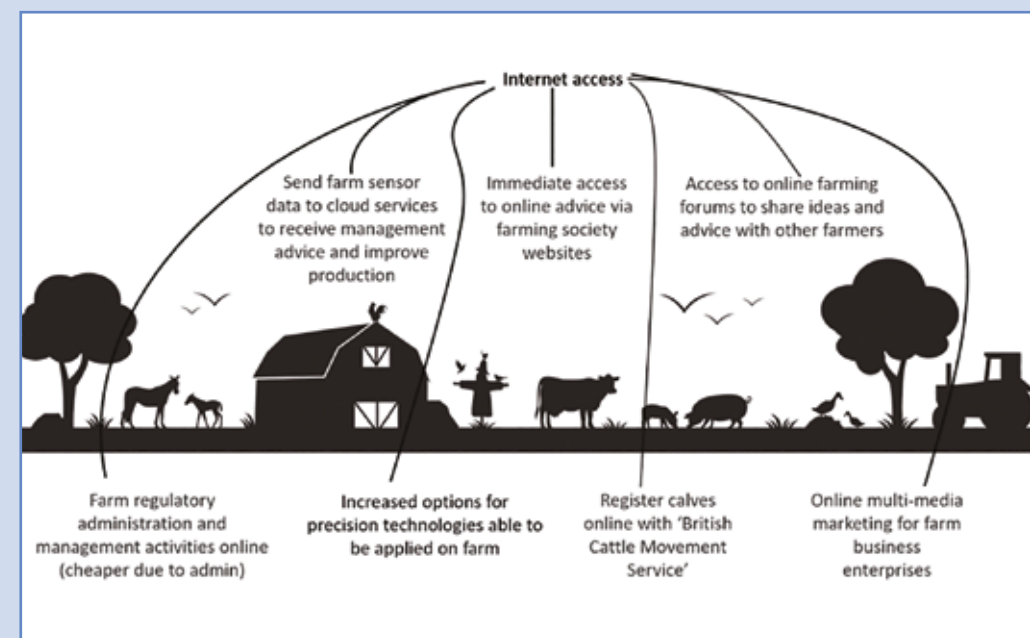 Internet access
Send farm sensor
data to cloud services
to receive management
advice and improve
production
Immediate access
to online advice via
farming society
websites
Access to online farming
forums to share ideas and
advice with other farmers
Farm regulatory
administration and
management activities online
(cheaper due to admin)
Increased options for
precision technologies able to
be applied on farm
Register calves
online with ‘British
Cattle Movement
Service’
Online multi-media
marketing for farm
business
enterprises